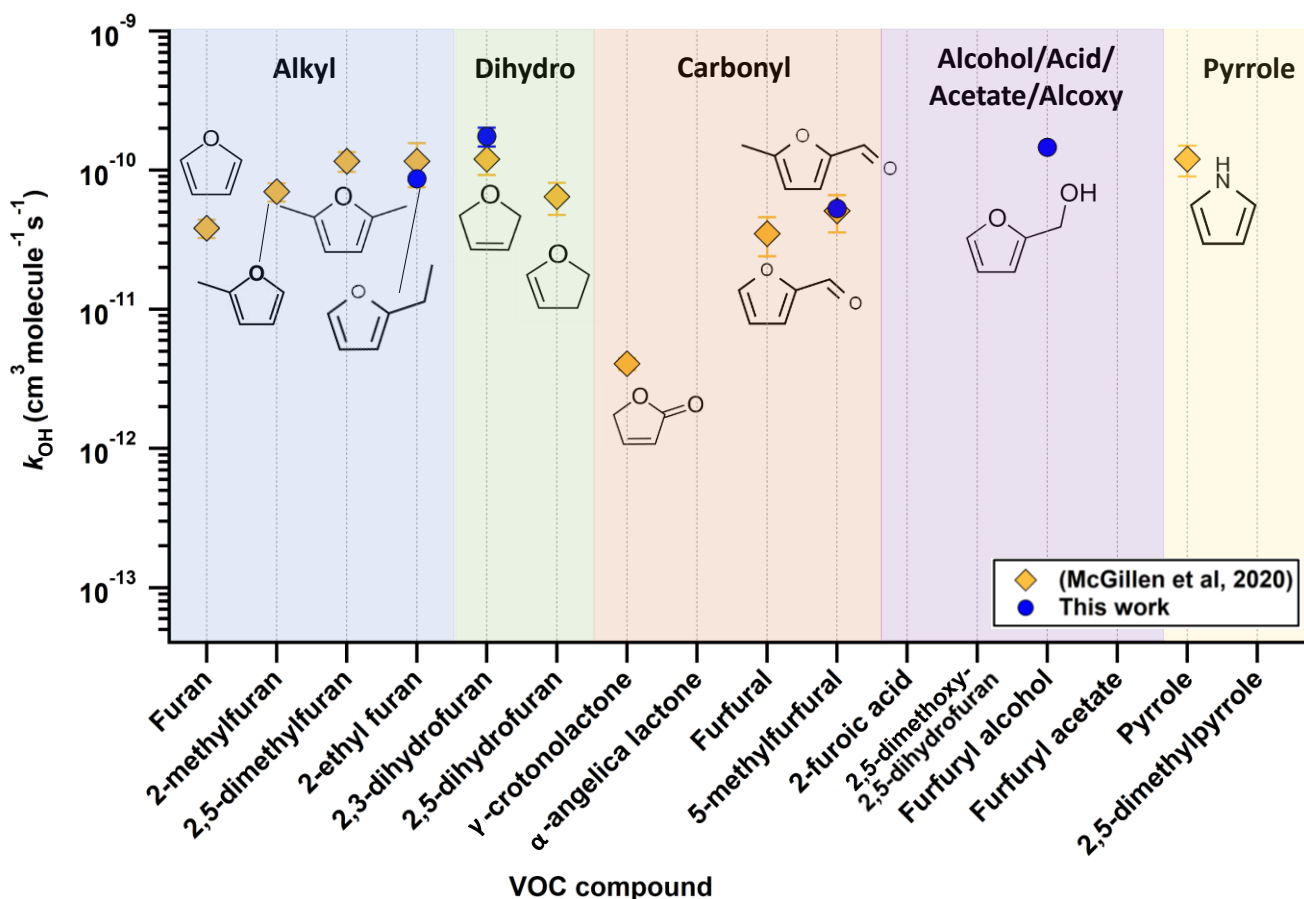 10⁻⁹
10⁻¹⁰
10⁻¹¹
10⁻¹²
10⁻¹³
k_OH (cm³ molecule⁻¹ s⁻¹)
Alkyl
Dihydro
Carbonyl
Alcohol/Acid/
Acetate/Alcoxy
Pyrrole
O
O
O
O
O
O
O
O
O
O
O
O
O
OH
H
N
(McGillen et al, 2020)
This work
Furan
2-methylfuran
2,5-dimethylfuran
2-ethyl furan
2,3-dihydrofuran
2,5-dihydrofuran
γ-crotonolactone
α-angelica lactone
Furfural
5-methylfurfural
2-furoic acid
2,5-dimethoxy-
2,5-dihydrofuran
Furfuryl alcohol
Furfuryl acetate
Pyrrole
2,5-dimethylpyrrole
VOC compound